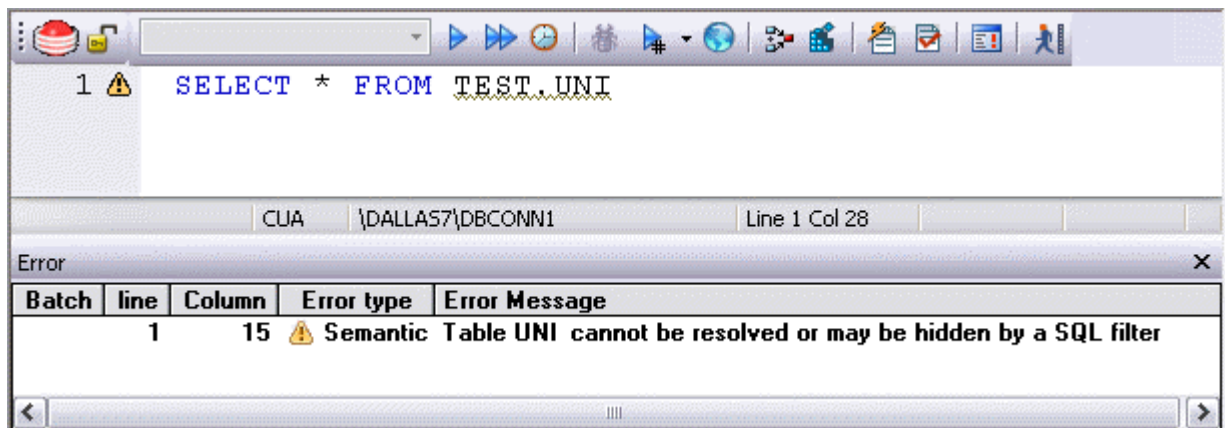 1 SELECT * FROM TEST.UNI
CUA \DALLAS7\DBCONN1 Line 1 Col 28
Error
Batch line Column Error type Error Message
1 15 Semantic Table UNI cannot be resolved or may be hidden by a SQL filter